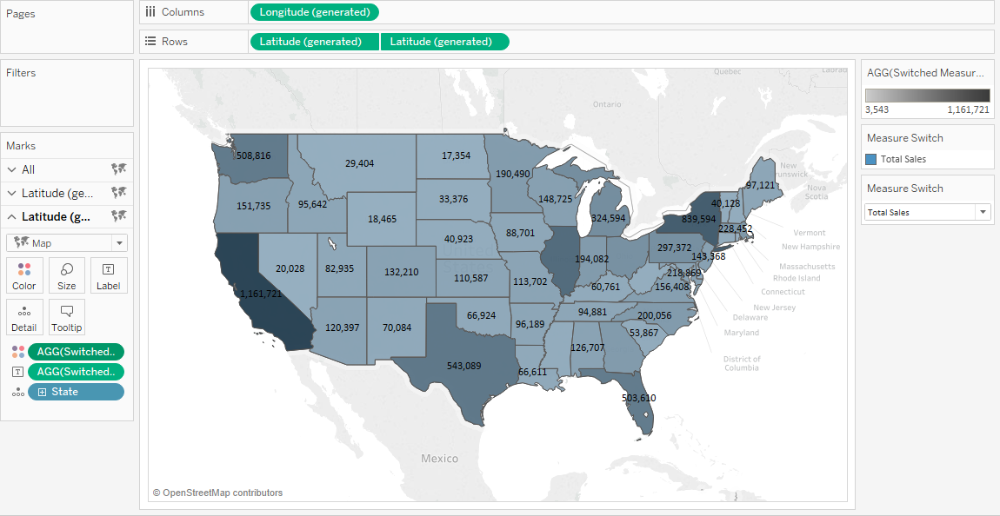 Pages
Columns
Longitude (generated)
Rows
Latitude (generated)
Latitude (generated)
Filters
Marks
All
Latitude (ge...
Latitude (g...
Map
Color
Size
Label
Detail
Tooltip
AGG(Switched..
AGG(Switched..
State
Quebec
Labrad
Ontario
New
runswick
Nova
Scotia
508,816
29,404
17,354
190,490
97,121
151,735
95,642
33,376
148,725
324,594
839,594
40,128
18,465
228,452
40,923
88,701
Vermont
New Hampshire
United
20,028
82,935
132,210
110,587
113,702
194,082
297,372
143,368
Massachusetts
Rhode Island
218,869
156,408
60,761
Connecticut
1,161,721
66,924
94,881
200,056
New Jersey
Delaware
120,397
70,084
96,189
53,867
Maryland
126,707
District of
Columbia
543,089
66,611
503,610
Mexico
© OpenStreetMap contributors
AGG(Switched Measur...
3,543
1,161,721
Measure Switch
Total Sales
Measure Switch
Total Sales